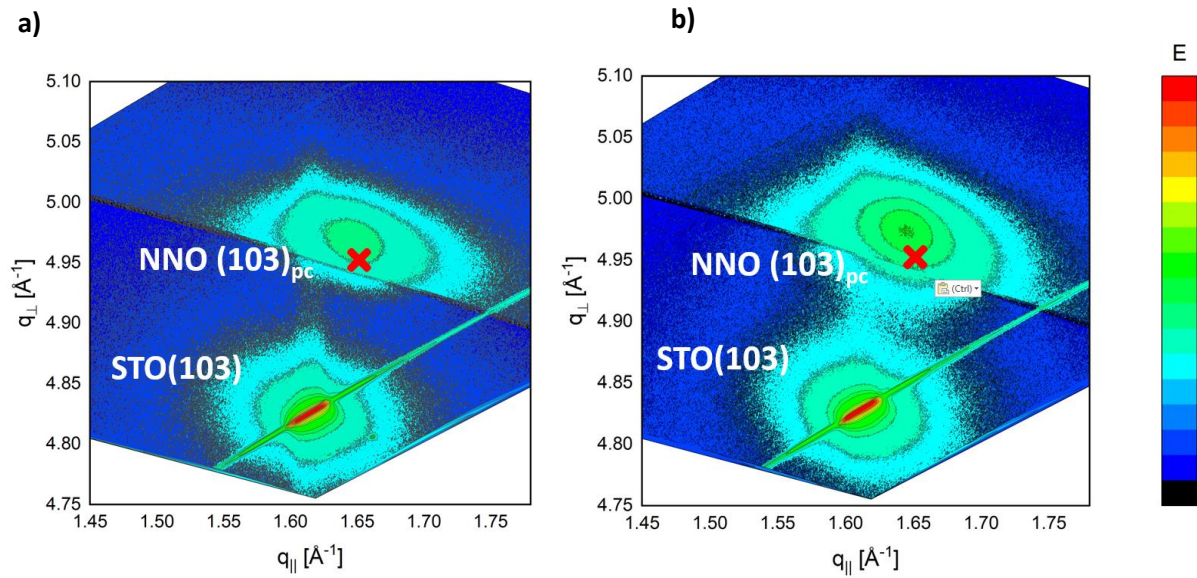 a)
b)
E
5.10
5.05
5.00
4.95
4.90
4.85
4.80
4.75
q⊥ [Å⁻¹]
NNO (103)pc
STO(103)
1.45 1.50 1.55 1.60 1.65 1.70 1.75
q|| [Å⁻¹]
5.10
5.05
5.00
4.95
4.90
4.85
4.80
4.75
q⊥ [Å⁻¹]
NNO (103)pc
(Ctrl)
STO(103)
1.45 1.50 1.55 1.60 1.65 1.70 1.75
q|| [Å⁻¹]